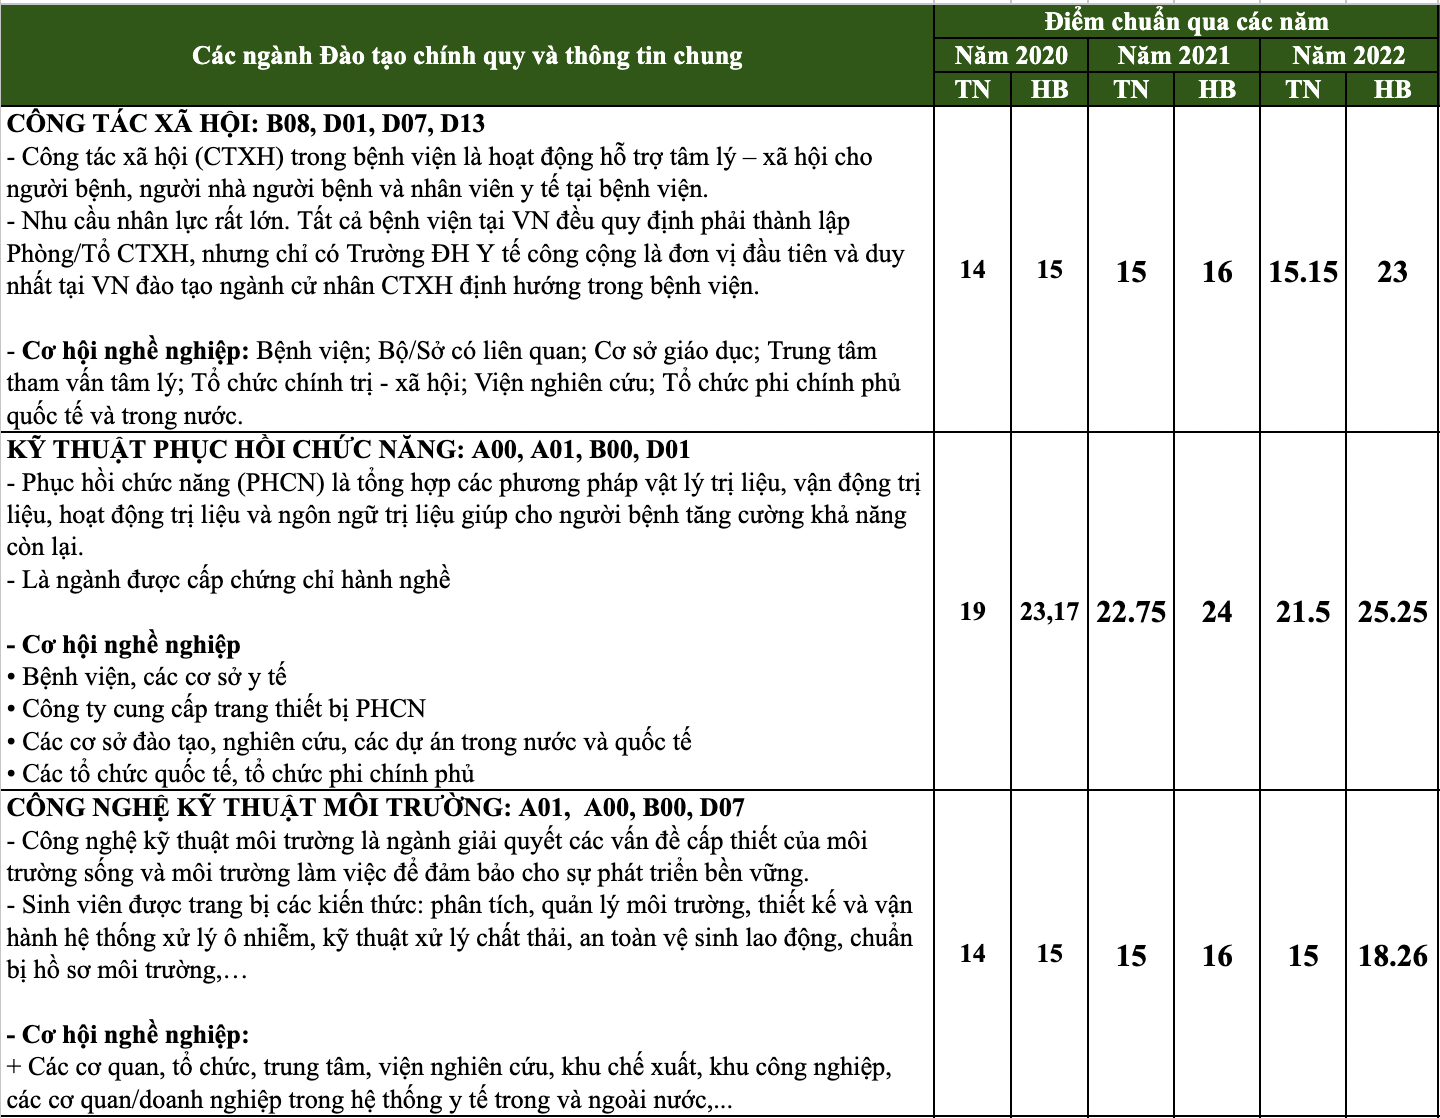 Các ngành Đào tạo chính quy và thông tin chung
Điểm chuẩn qua các năm
Năm 2020 Năm 2021 Năm 2022
TN HB TN HB TN HB
CÔNG TÁC XÃ HỘI: B08, D01, D07, D13
- Công tác xã hội (CTXH) trong bệnh viện là hoạt động hỗ trợ tâm lý – xã hội cho
người bệnh, người nhà người bệnh và nhân viên y tế tại bệnh viện.
- Nhu cầu nhân lực rất lớn. Tất cả bệnh viện tại VN đều quy định phải thành lập
Phòng/Tổ CTXH, nhưng chỉ có Trường ĐH Y tế công cộng là đơn vị đầu tiên và duy
nhất tại VN đào tạo ngành cử nhân CTXH định hướng trong bệnh viện.
- Cơ hội nghề nghiệp: Bệnh viện; Bộ/Sở có liên quan; Cơ sở giáo dục; Trung tâm
tham vấn tâm lý; Tổ chức chính trị - xã hội; Viện nghiên cứu; Tổ chức phi chính phủ
quốc tế và trong nước.
14 15 15 16 15.15 23
KỸ THUẬT PHỤC HỒI CHỨC NĂNG: A00, A01, B00, D01
- Phục hồi chức năng (PHCN) là tổng hợp các phương pháp vật lý trị liệu, vận động trị
liệu, hoạt động trị liệu và ngôn ngữ trị liệu giúp cho người bệnh tăng cường khả năng
còn lại.
- Là ngành được cấp chứng chỉ hành nghề
- Cơ hội nghề nghiệp
• Bệnh viện, các cơ sở y tế
• Công ty cung cấp trang thiết bị PHCN
• Các cơ sở đào tạo, nghiên cứu, các dự án trong nước và quốc tế
• Các tổ chức quốc tế, tổ chức phi chính phủ
19 23,17 22.75 24 21.5 25.25
CÔNG NGHỆ KỸ THUẬT MÔI TRƯỜNG: A01, A00, B00, D07
- Công nghệ kỹ thuật môi trường là ngành giải quyết các vấn đề cấp thiết của môi
trường sống và môi trường làm việc để đảm bảo cho sự phát triển bền vững.
- Sinh viên được trang bị các kiến thức: phân tích, quản lý môi trường, thiết kế và vận
hành hệ thống xử lý ô nhiễm, kỹ thuật xử lý chất thải, an toàn vệ sinh lao động, chuẩn
bị hồ sơ môi trường,…
- Cơ hội nghề nghiệp:
+ Các cơ quan, tổ chức, trung tâm, viện nghiên cứu, khu chế xuất, khu công nghiệp,
các cơ quan/doanh nghiệp trong hệ thống y tế trong và ngoài nước,...
14 15 15 16 15 18.26